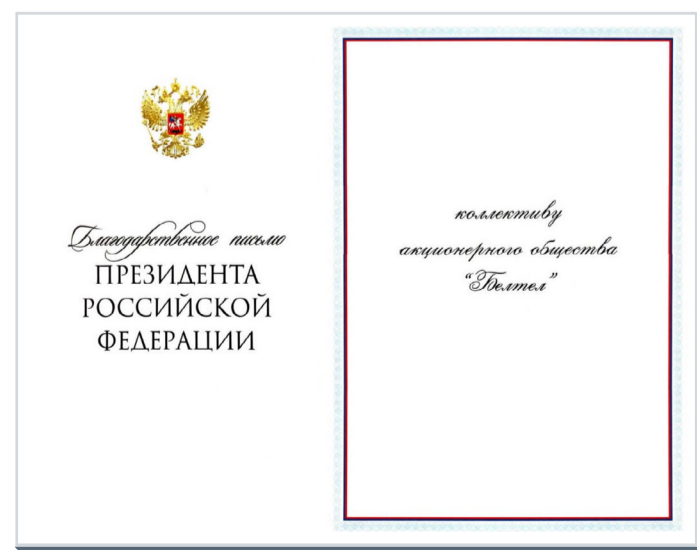 Благодарственное письмо
ПРЕЗИДЕНТА
РОССИЙСКОЙ
ФЕДЕРАЦИИ
коллективу
акционерного общества
“Белтел”